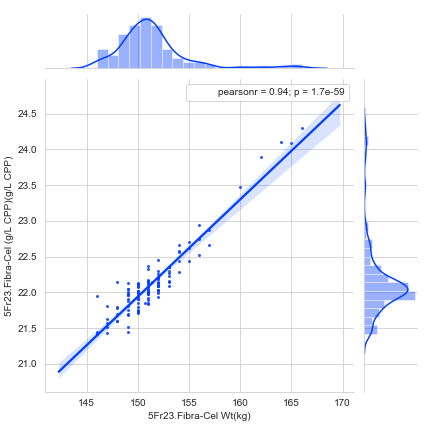 pearsonr = 0.94; p = 1.7e-59
24.5
24.0
23.5
23.0
22.5
22.0
21.5
21.0
5Fr23.Fibra-Cel (g/L CPP)(g/L CPP)
145 150 155 160 165 170
5Fr23.Fibra-Cel Wt(kg)